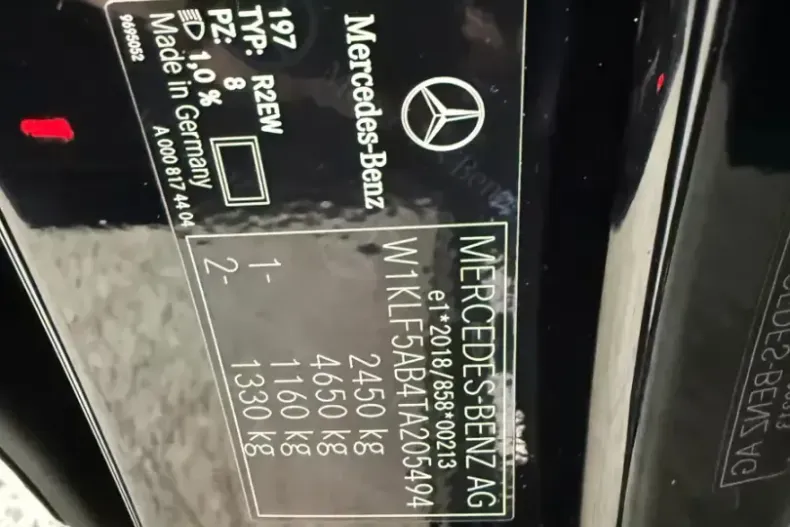 MERCEDES-BENZ AG
e1*2018/858*00213
W1KLF5AB4TA205494
2450 kg
4650 kg
1- 1160 kg
2- 1330 kg
Mercedes-Benz
197
TYP: R2EW
PZ: 8
1,0 %
Made in Germany
A 000 817 44 04
9695052